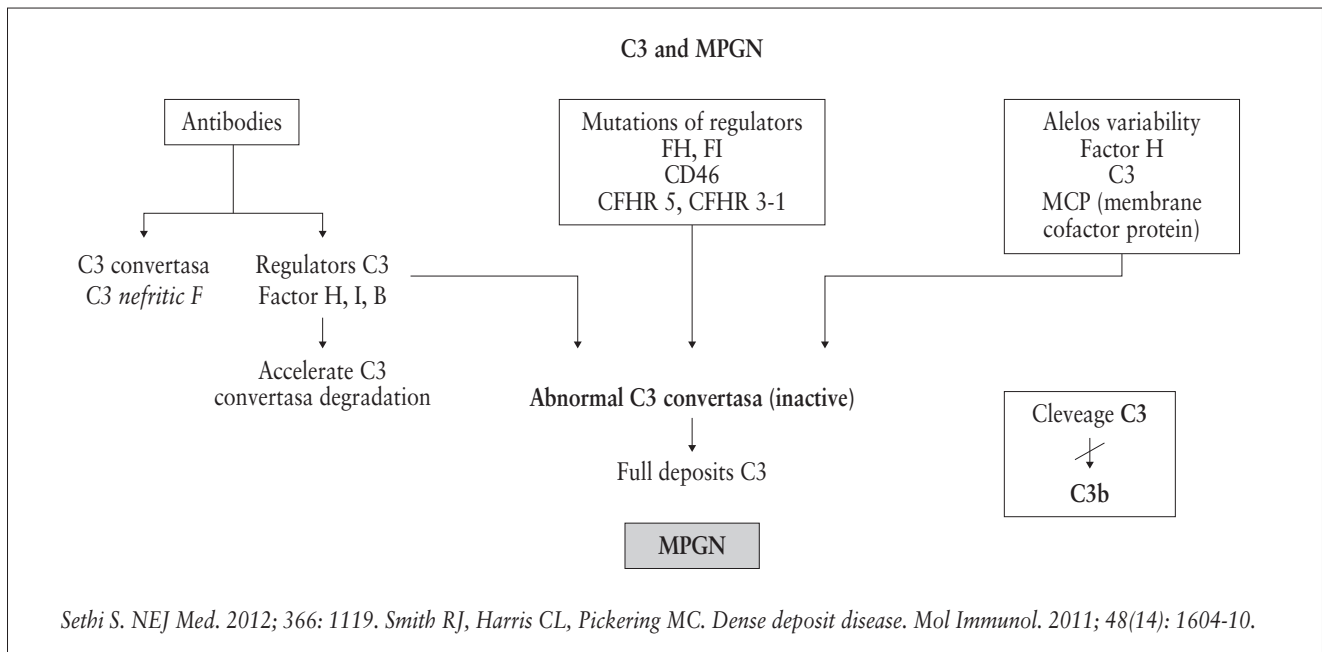 C3 and MPGN
Antibodies
Mutations of regulators
FH, FI
CD46
CFHR 5, CFHR 3-1
Alelos variability
Factor H
C3
MCP (membrane
cofactor protein)
C3 convertasa
C3 nefritic F
Regulators C3
Factor H, I, B
Accelerate C3
convertasa degradation
Abnormal C3 convertasa (inactive)
Full deposits C3
MPGN
Cleveage C3
C3b
Sethi S. NEJ Med. 2012; 366: 1119. Smith RJ, Harris CL, Pickering MC. Dense deposit disease. Mol Immunol. 2011; 48(14): 1604-10.